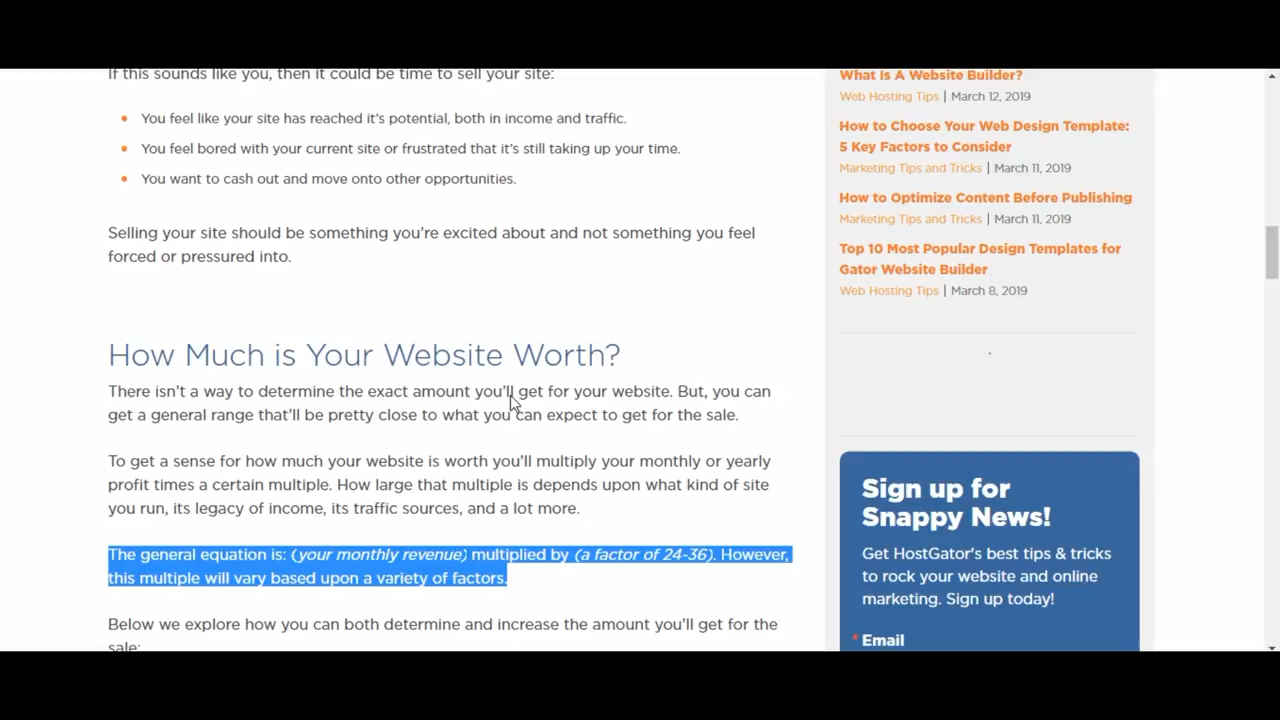 If this sounds like you, then it could be time to sell your site:
You feel like your site has reached it's potential, both in income and traffic.
You feel bored with your current site or frustrated that it's still taking up your time.
You want to cash out and move onto other opportunities.
Selling your site should be something you're excited about and not something you feel
forced or pressured into.
How Much is Your Website Worth?
There isn't a way to determine the exact amount you'll get for your website. But, you can
get a general range that'll be pretty close to what you can expect to get for the sale.
To get a sense for how much your website is worth you'll multiply your monthly or yearly
profit times a certain multiple. How large that multiple is depends upon what kind of site
you run, its legacy of income, its traffic sources, and a lot more.
The general equation is: (your monthly revenue) multiplied by (a factor of 24-36). However,
this multiple will vary based upon a variety of factors.
Below we explore how you can both determine and increase the amount you'll get for the
sale:
What Is A Website Builder?
Web Hosting Tips | March 12, 2019
How to Choose Your Web Design Template:
5 Key Factors to Consider
Marketing Tips and Tricks | March 11, 2019
How to Optimize Content Before Publishing
Marketing Tips and Tricks | March 11, 2019
Top 10 Most Popular Design Templates for
Gator Website Builder
Web Hosting Tips | March 8, 2019
Sign up for
Snappy News!
Get HostGator's best tips & tricks
to rock your website and online
marketing. Sign up today!
* Email